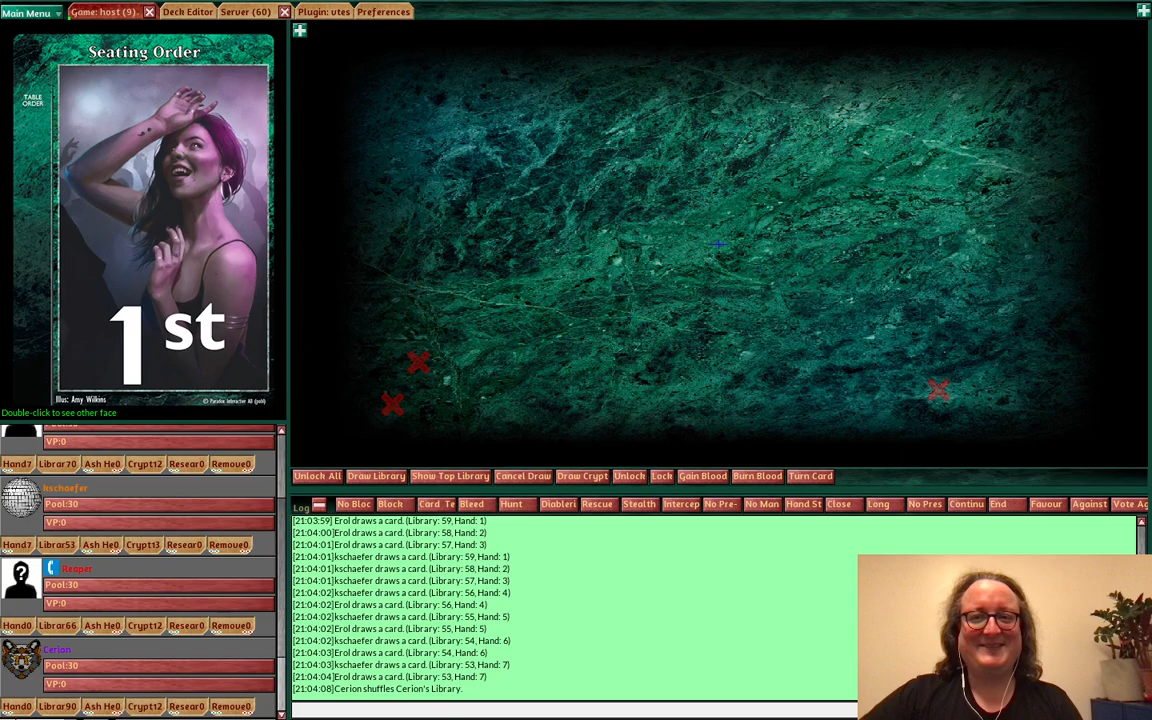 Main Menu
Game: host (9)
Deck Editor
Server (60)
Plugin: vtes
Preferences
Seating Order
TABLE
ORDER
1st
Illus: Amy Wilkins
Double-click to see other face
VP:0
Hand7 Librar70 Ash He0 Crypt12 Resear0 Remove0
kschaefer
Pool:30
VP:0
Hand7 Librar53 Ash He0 Crypt13 Resear0 Remove0
Reaper
Pool:30
VP:0
Hand0 Librar66 Ash He0 Crypt12 Resear0 Remove0
Cerion
Pool:30
VP:0
Hand0 Librar90 Ash He0 Crypt12 Resear0 Remove0
Unlock All Draw Library Show Top Library Cancel Draw Draw Crypt Unlock Lock Gain Blood Burn Blood Turn Card
Log No Bloc Block Card Te Bleed Hunt Diableri Rescue Stealth Intercep No Pre- No Man Hand St Close Long No Pres Continu End Favour Against Vote Ag
[21:03:59] Erol draws a card. (Library: 59, Hand: 1)
[21:04:00] Erol draws a card. (Library: 58, Hand: 2)
[21:04:01] Erol draws a card. (Library: 57, Hand: 3)
[21:04:01] kschaefer draws a card. (Library: 59, Hand: 1)
[21:04:01] kschaefer draws a card. (Library: 58, Hand: 2)
[21:04:01] kschaefer draws a card. (Library: 57, Hand: 3)
[21:04:02] kschaefer draws a card. (Library: 56, Hand: 4)
[21:04:02] Erol draws a card. (Library: 56, Hand: 4)
[21:04:02] kschaefer draws a card. (Library: 55, Hand: 5)
[21:04:02] Erol draws a card. (Library: 55, Hand: 5)
[21:04:02] kschaefer draws a card. (Library: 54, Hand: 6)
[21:04:03] Erol draws a card. (Library: 54, Hand: 6)
[21:04:03] kschaefer draws a card. (Library: 53, Hand: 7)
[21:04:04] Erol draws a card. (Library: 53, Hand: 7)
[21:04:08] Cerion shuffles Cerion's Library.